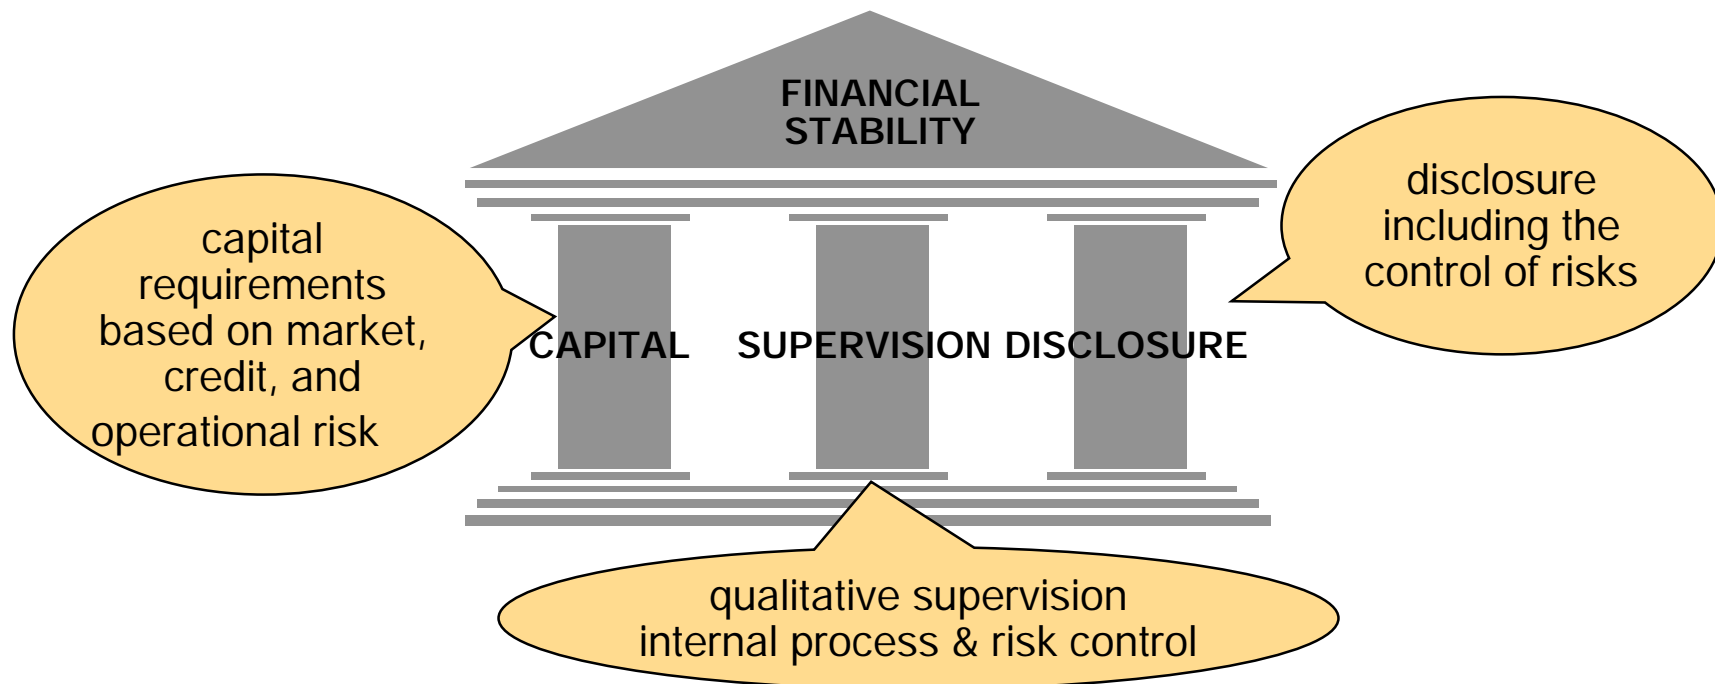 FINANCIAL
STABILITY
capital
requirements
based on market,
credit, and
operational risk
disclosure
including the
control of risks
CAPITAL
SUPERVISION
DISCLOSURE
qualitative supervision
internal process & risk control